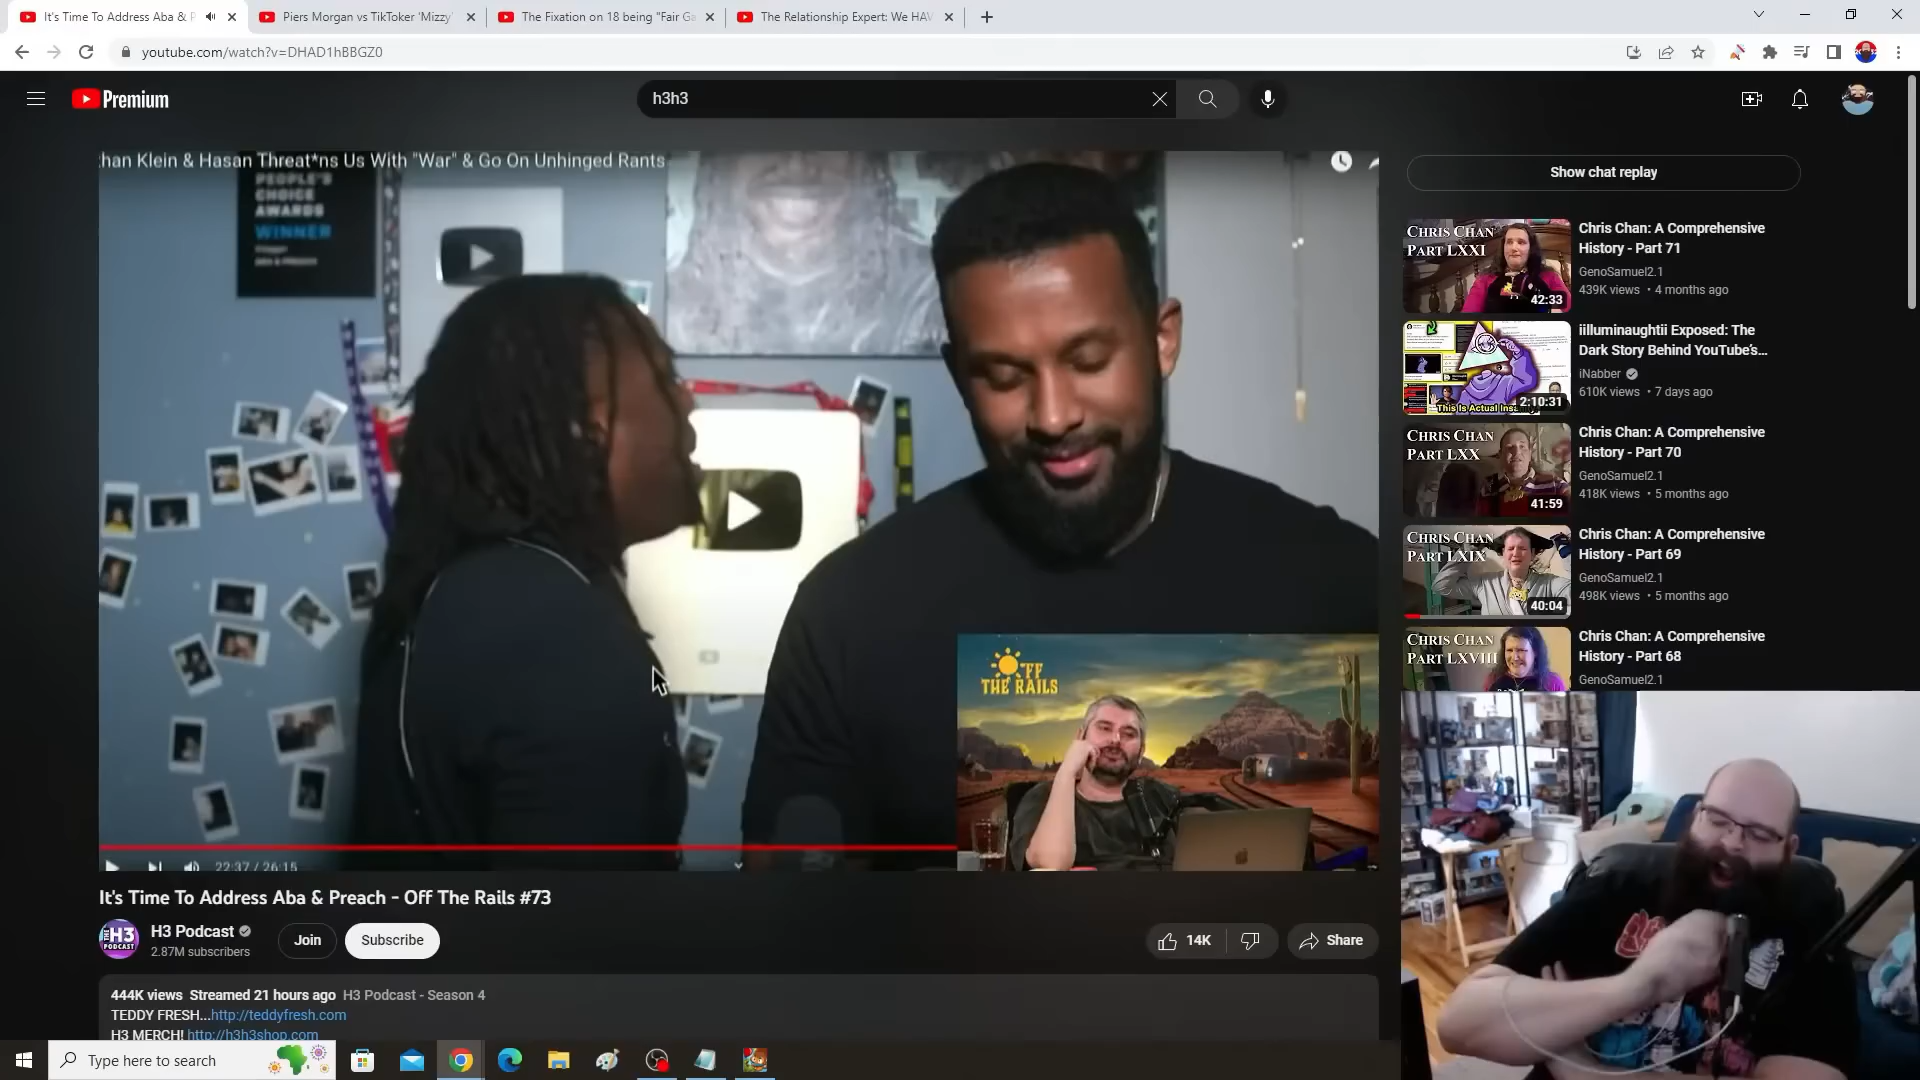 It's Time To Address Aba & P
Piers Morgan vs TikToker 'Mizzy'
The Fixation on 18 being "Fair Ga
The Relationship Expert: We HAV
youtube.com/watch?v=DHAD1hBBGZ0
Premium
h3h3
:han Klein & Hasan Threat*ns Us With "War" & Go On Unhinged Rants
PEOPLE'S
CHOICE
AWARDS
WINNER
OFF
THE RAILS
22:37 / 26:15
Show chat replay
CHRIS CHAN
PART LXXI
42:33
Chris Chan: A Comprehensive
History - Part 71
GenoSamuel2.1
439K views • 4 months ago
This Is Actual Insa
2:10:31
iilluminaughtii Exposed: The
Dark Story Behind YouTube's...
iNabber
610K views • 7 days ago
CHRIS CHAN
PART LXX
41:59
Chris Chan: A Comprehensive
History - Part 70
GenoSamuel2.1
418K views • 5 months ago
CHRIS CHAN
PART LXIX
40:04
Chris Chan: A Comprehensive
History - Part 69
GenoSamuel2.1
498K views • 5 months ago
CHRIS CHAN
PART LXVIII
Chris Chan: A Comprehensive
History - Part 68
GenoSamuel2.1
It's Time To Address Aba & Preach - Off The Rails #73
THE H3 PODCAST
H3 Podcast
2.87M subscribers
Join
Subscribe
14K
Share
444K views Streamed 21 hours ago H3 Podcast - Season 4
TEDDY FRESH...http://teddyfresh.com
H3 MERCH! http://h3h3shop.com
Type here to search